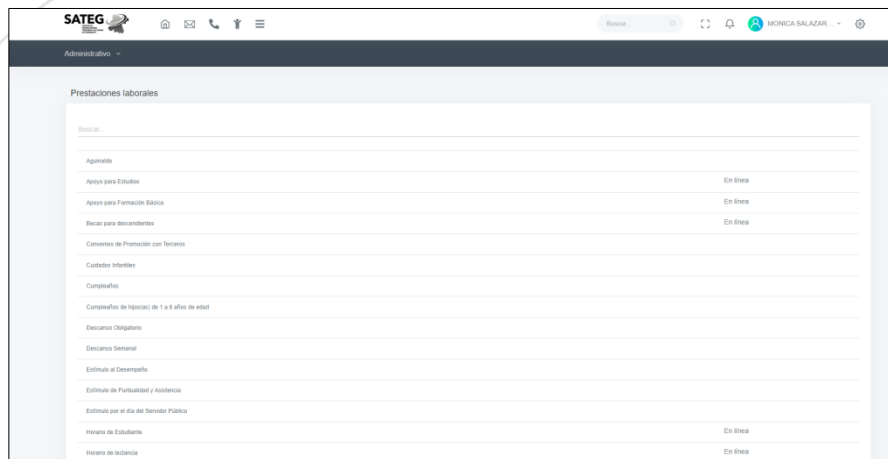 SATEG
Buscar...
MONICA SALAZAR...
Administrativo
Prestaciones laborales
Buscar...
Aguinaldo
Apoyo para Estudios En línea
Apoyo para Formación Básica En línea
Becas para descendientes En línea
Convenios de Promoción con Terceros
Cuidados Infantiles
Cumpleaños
Cumpleaños de hijos(as) de 1 a 6 años de edad
Descanso Obligatorio
Descanso Semanal
Estímulo al Desempeño
Estímulo de Puntualidad y Asistencia
Estímulo por el día del Servidor Público
Horario de Estudiante En línea
Horario de lactancia En línea